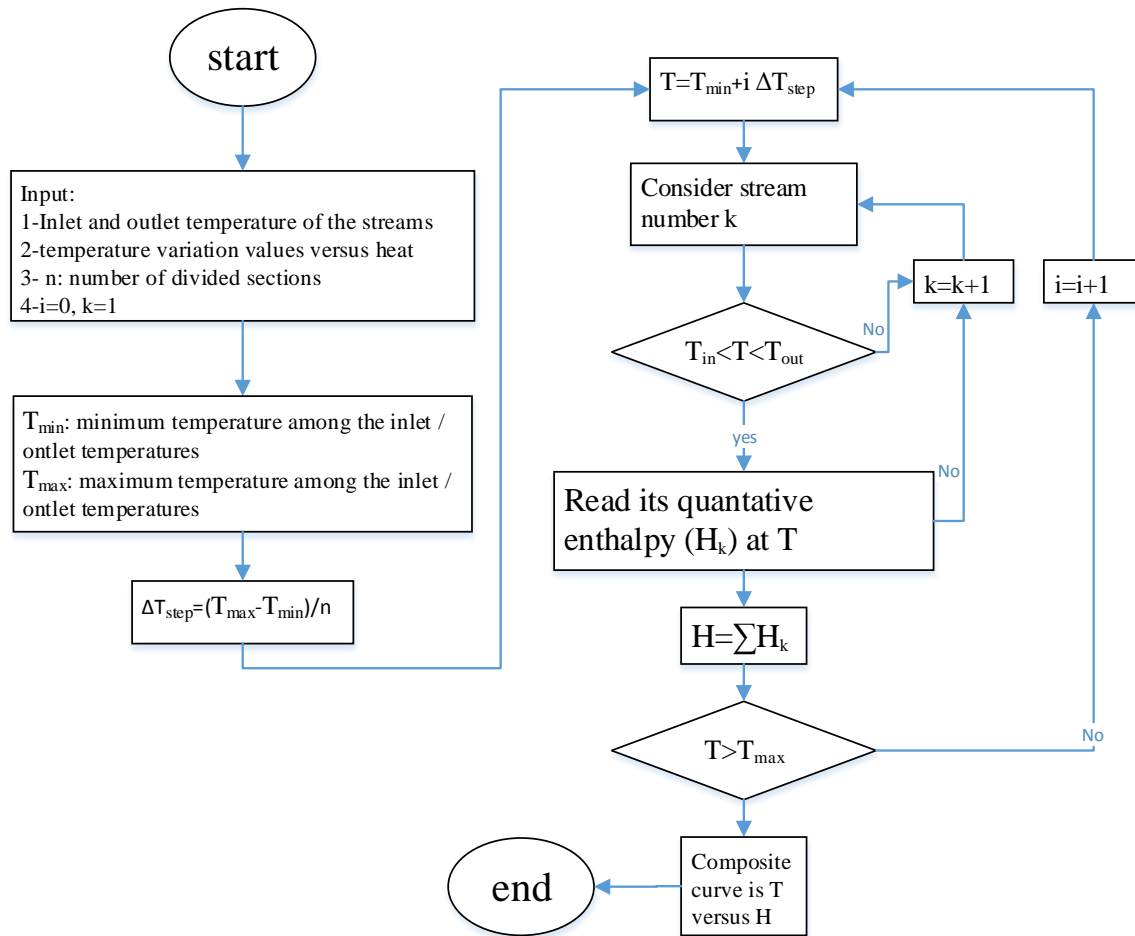 start
Input:
1-Inlet and outlet temperature of the streams
2-temperature variation values versus heat
3- n: number of divided sections
4-i=0, k=1
Tmin: minimum temperature among the inlet /
ontlet temperatures
Tmax: maximum temperature among the inlet /
ontlet temperatures
ΔTstep=(Tmax-Tmin)/n
T=Tmin+i ΔTstep
Consider stream
number k
k=k+1
i=i+1
No
Tin<T<Tout
yes
No
Read its quantative
enthalpy (Hk) at T
H=∑Hk
T>Tmax
No
Composite
curve is T
versus H
end